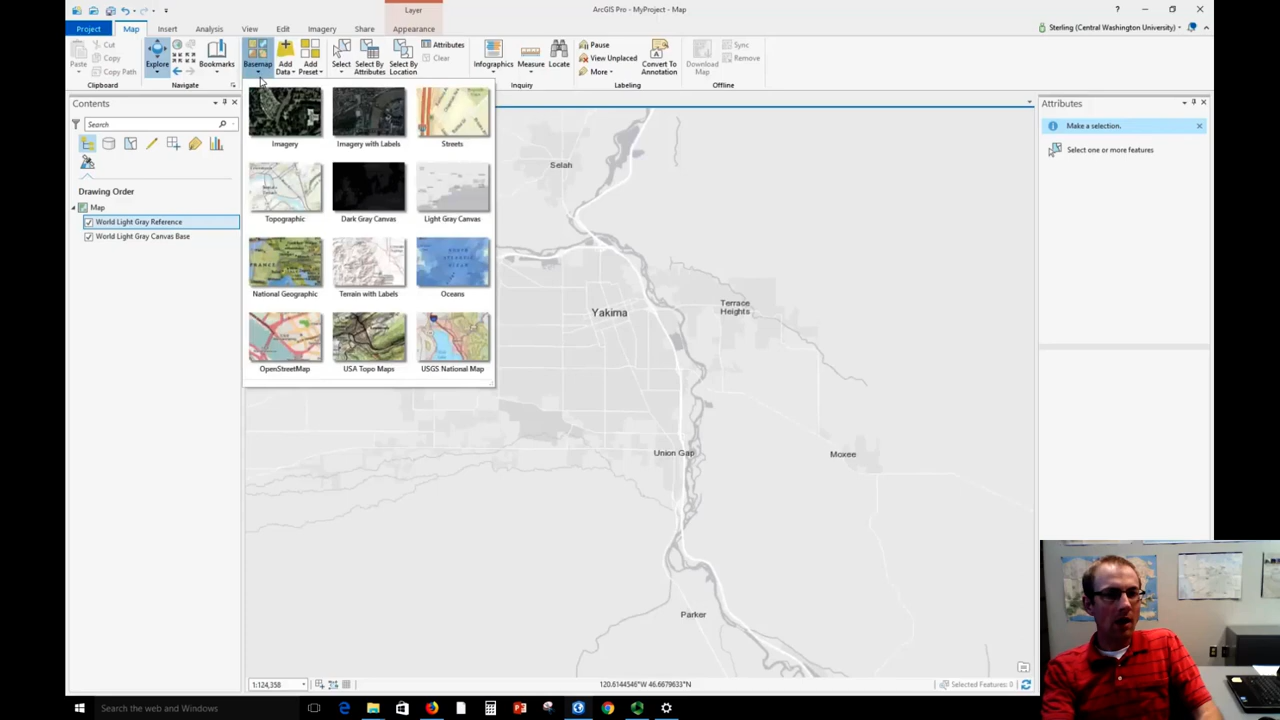 Layer
ArcGIS Pro - MyProject - Map
?
Project
Map
Insert
Analysis
View
Edit
Imagery
Share
Appearance
Sterling (Central Washington University)
Paste
Cut
Copy
Copy Path
Clipboard
Explore
Bookmarks
Navigate
Basemap
Add Data
Add Preset
Select
Select By Attributes
Select By Location
Attributes
Clear
Infographics
Measure
Locate
Inquiry
Pause
View Unplaced
More
Convert To Annotation
Labeling
Download Map
Sync
Remove
Offline
Contents
Search
Drawing Order
Map
World Light Gray Reference
World Light Gray Canvas Base
Imagery
Imagery with Labels
Streets
Topographic
Dark Gray Canvas
Light Gray Canvas
FRANCE
National Geographic
Terrain with Labels
Oceans
OpenStreetMap
USA Topo Maps
USGS National Map
Selah
Yakima
Terrace
Heights
Union Gap
Moxee
Parker
Attributes
Make a selection.
Select one or more features
1:124,358
120.6144546°W 46.6679633°N
Selected Features: 0
Search the web and Windows